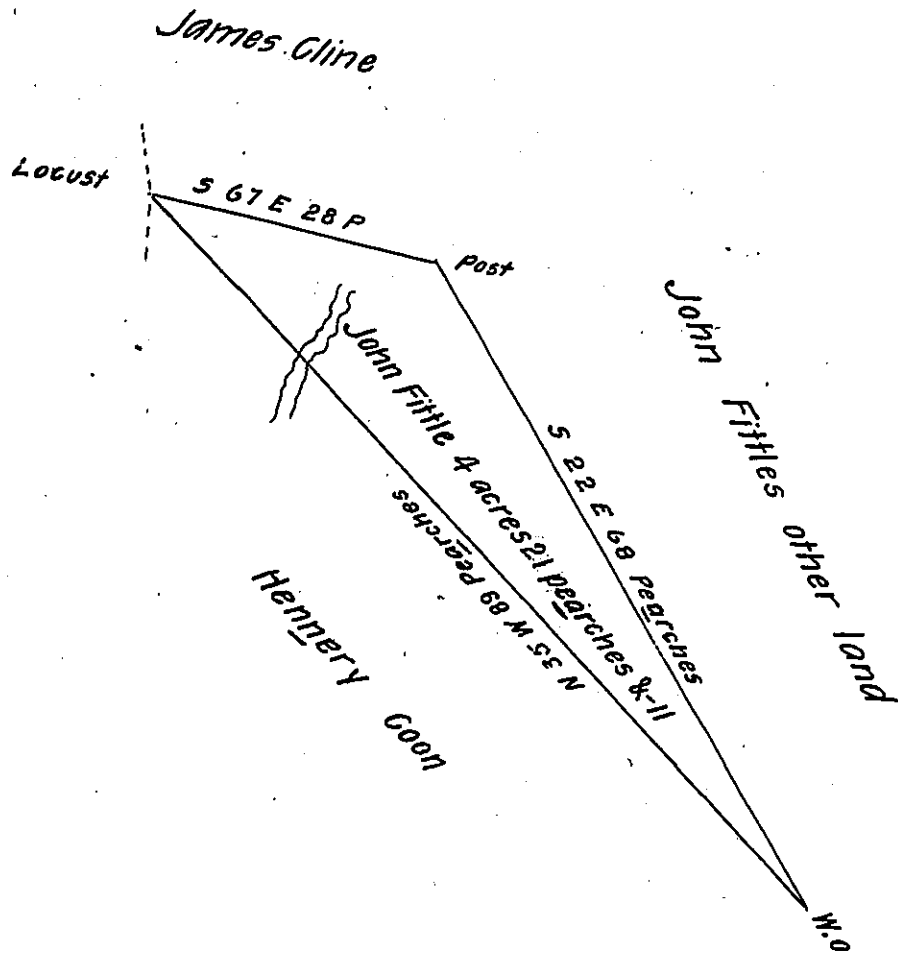 James Cline
Locust
S 67 E 28 P
Post
John Fittles other land
S 22 E 68 Pearches
John Fittle 4 acres 21 pearches &-11
N 35 W 89 Pearches
Hennery Coon
W.O